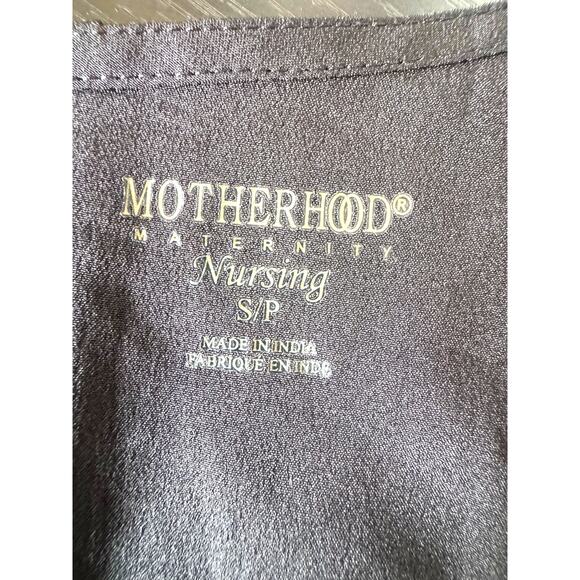 MOTHERHOOD®
MATERNITY
Nursing
S/P
MADE IN INDIA
FABRIQUÉ EN INDE